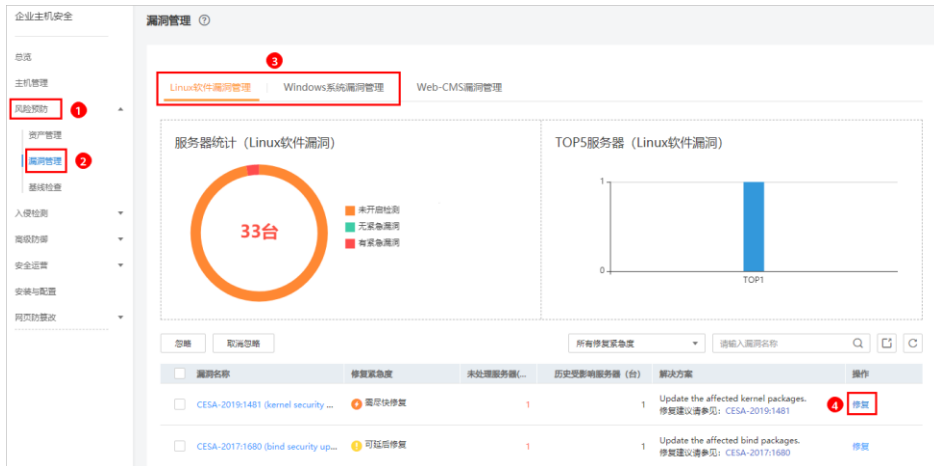 企业主机安全
漏洞管理 ?
总览
主机管理
风险预防 1
资产管理
漏洞管理 2
基线检查
入侵检测
高级防御
安全运营
安装与配置
网页防篡改
3
Linux软件漏洞管理 Windows系统漏洞管理 Web-CMS漏洞管理
服务器统计（Linux软件漏洞）
33台
未开启检测
无紧急漏洞
有紧急漏洞
TOP5服务器（Linux软件漏洞）
1
0
TOP1
忽略 取消忽略 所有修复紧急度 请输入漏洞名称
漏洞名称 修复紧急度 未处理服务器(... 历史受影响服务器（台） 解决方案 操作
CESA-2019:1481 (kernel security ... 需尽快修复 1 1 Update the affected kernel packages. 4 修复
修复建议请参见：CESA-2019:1481
CESA-2017:1680 (bind security up... 可延后修复 1 1 Update the affected bind packages. 修复
修复建议请参见：CESA-2017:1680